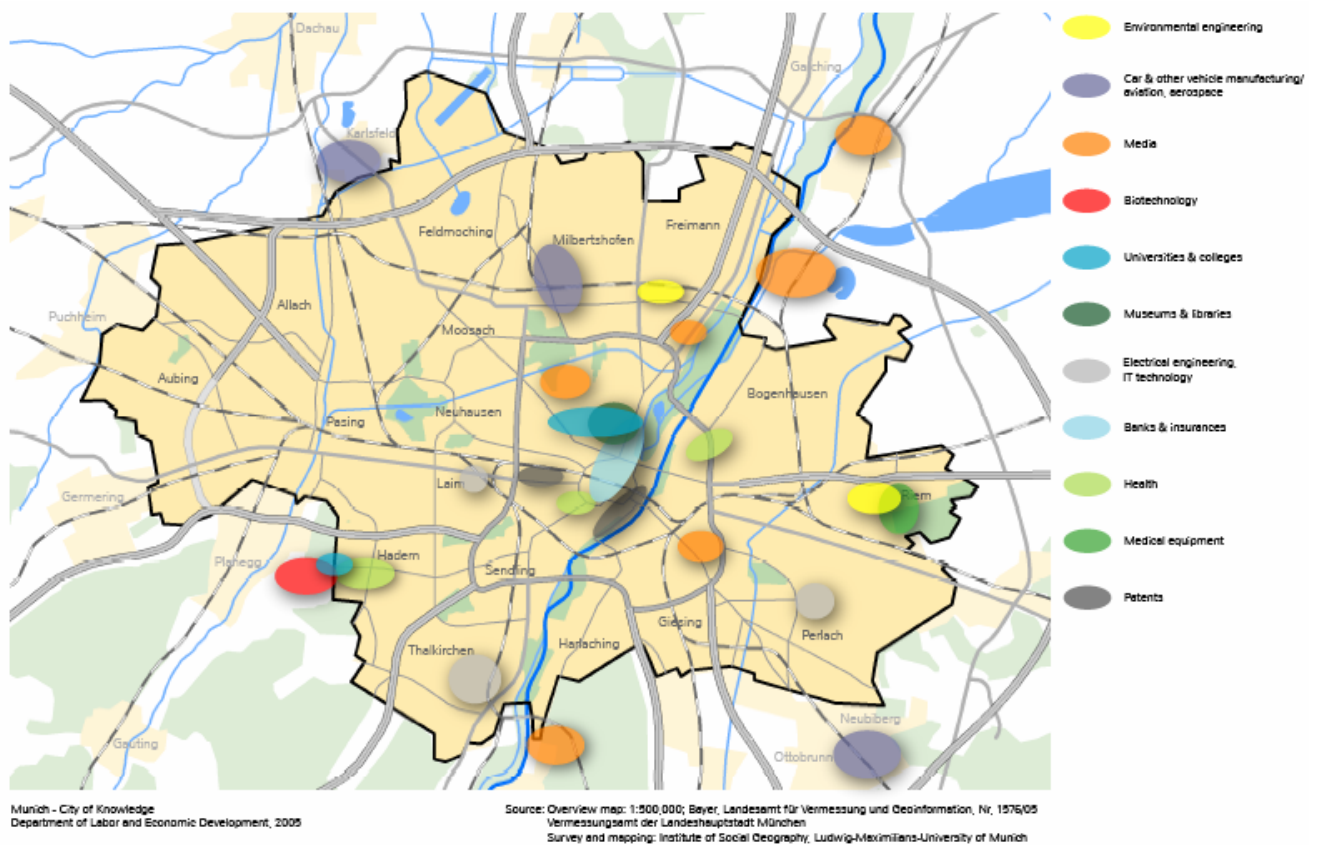 Dachau
Garching
Karlsfeld
Feldmoching
Milbertshofen
Freimann
Allach
Puchheim
Moosach
Aubing
Bogenhausen
Neuhausen
Pasing
Laim
Germering
Riem
Planegg
Hadern
Sendling
Giesing
Perlach
Harlaching
Thalkirchen
Neubiberg
Gauting
Ottobrunn
Environmental engineering
Car & other vehicle manufacturing/
aviation, aerospace
Media
Biotechnology
Universities & colleges
Museums & libraries
Electrical engineering,
IT technology
Banks & insurances
Health
Medical equipment
Patents
Munich - City of Knowledge
Department of Labor and Economic Development, 2005
Source: Overview map: 1:500,000; Bayer. Landesamt für Vermessung und Geoinformation, Nr. 1576/05
Vermessungsamt der Landeshauptstadt München
Survey and mapping: Institute of Social Geography, Ludwig-Maximilians-University of Munich